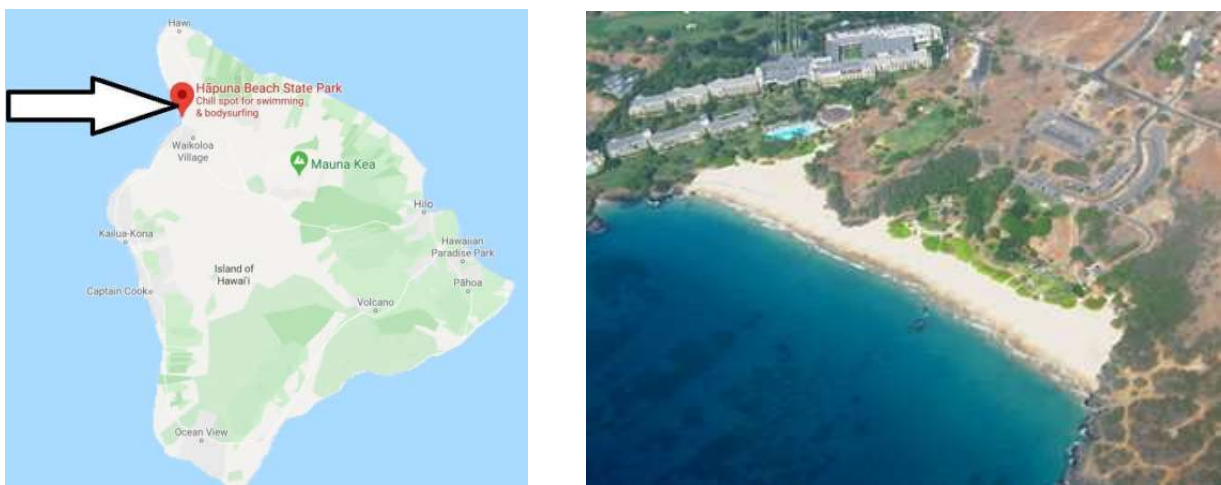 Hawi
Hāpuna Beach State Park
Chill spot for swimming
& bodysurfing
Waikoloa
Village
Mauna Kea
Hilo
Kailua-Kona
Hawaiian
Paradise Park
Island of
Hawai'i
Pāhoa
Captain Cook
Volcano
Ocean View